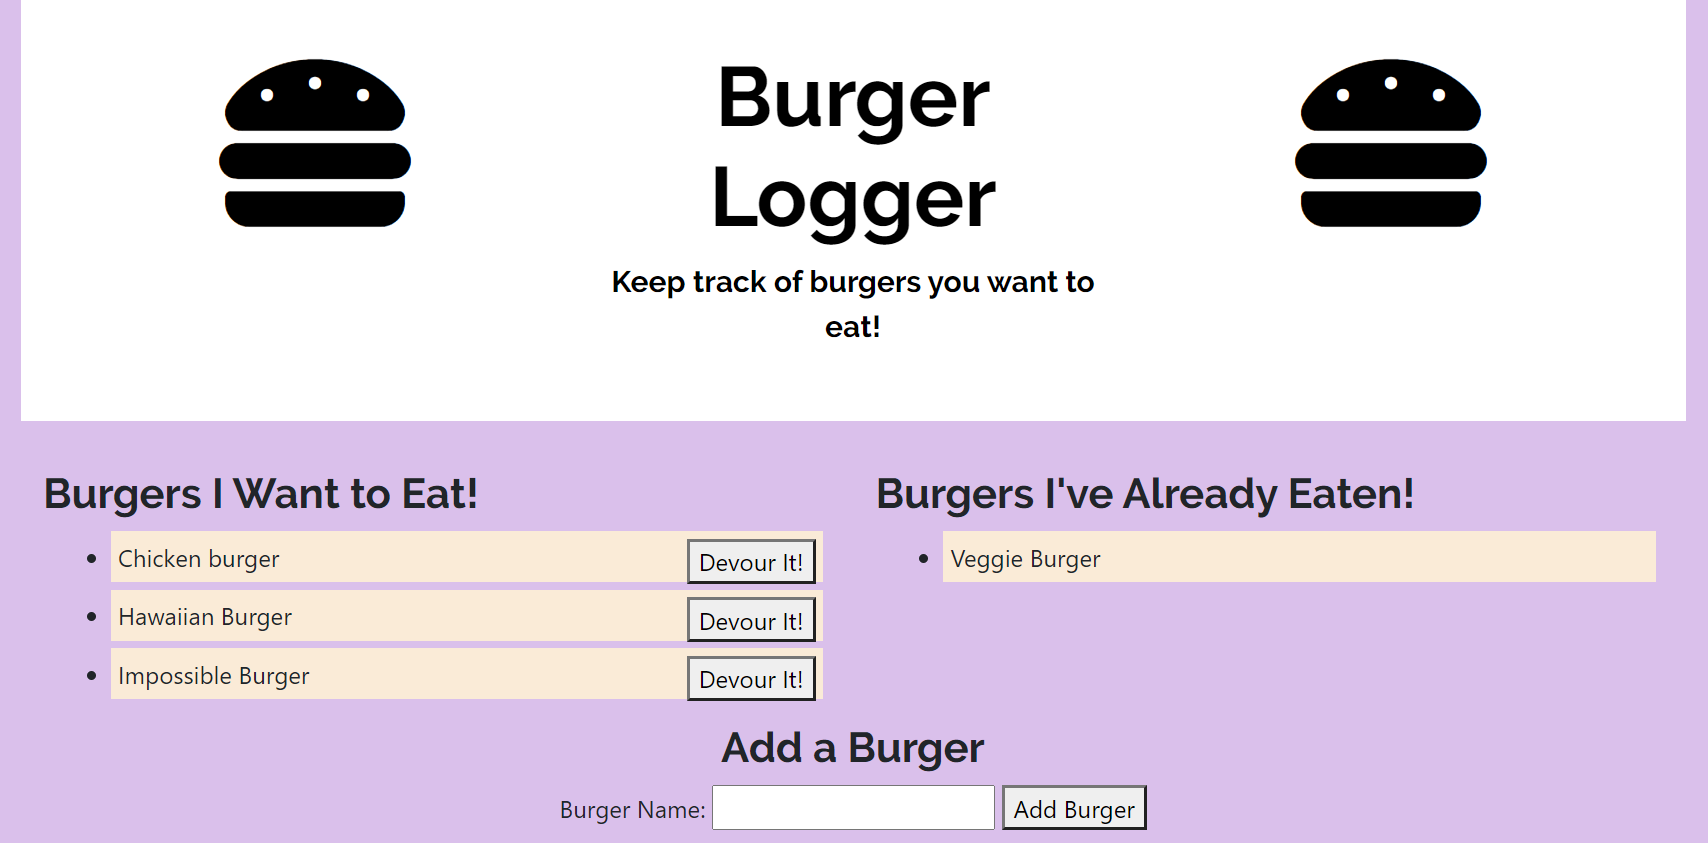 Burger
Logger
Keep track of burgers you want to
eat!
Burgers I Want to Eat!
Chicken burger
Devour It!
Hawaiian Burger
Devour It!
Impossible Burger
Devour It!
Burgers I've Already Eaten!
Veggie Burger
Add a Burger
Burger Name:
Add Burger